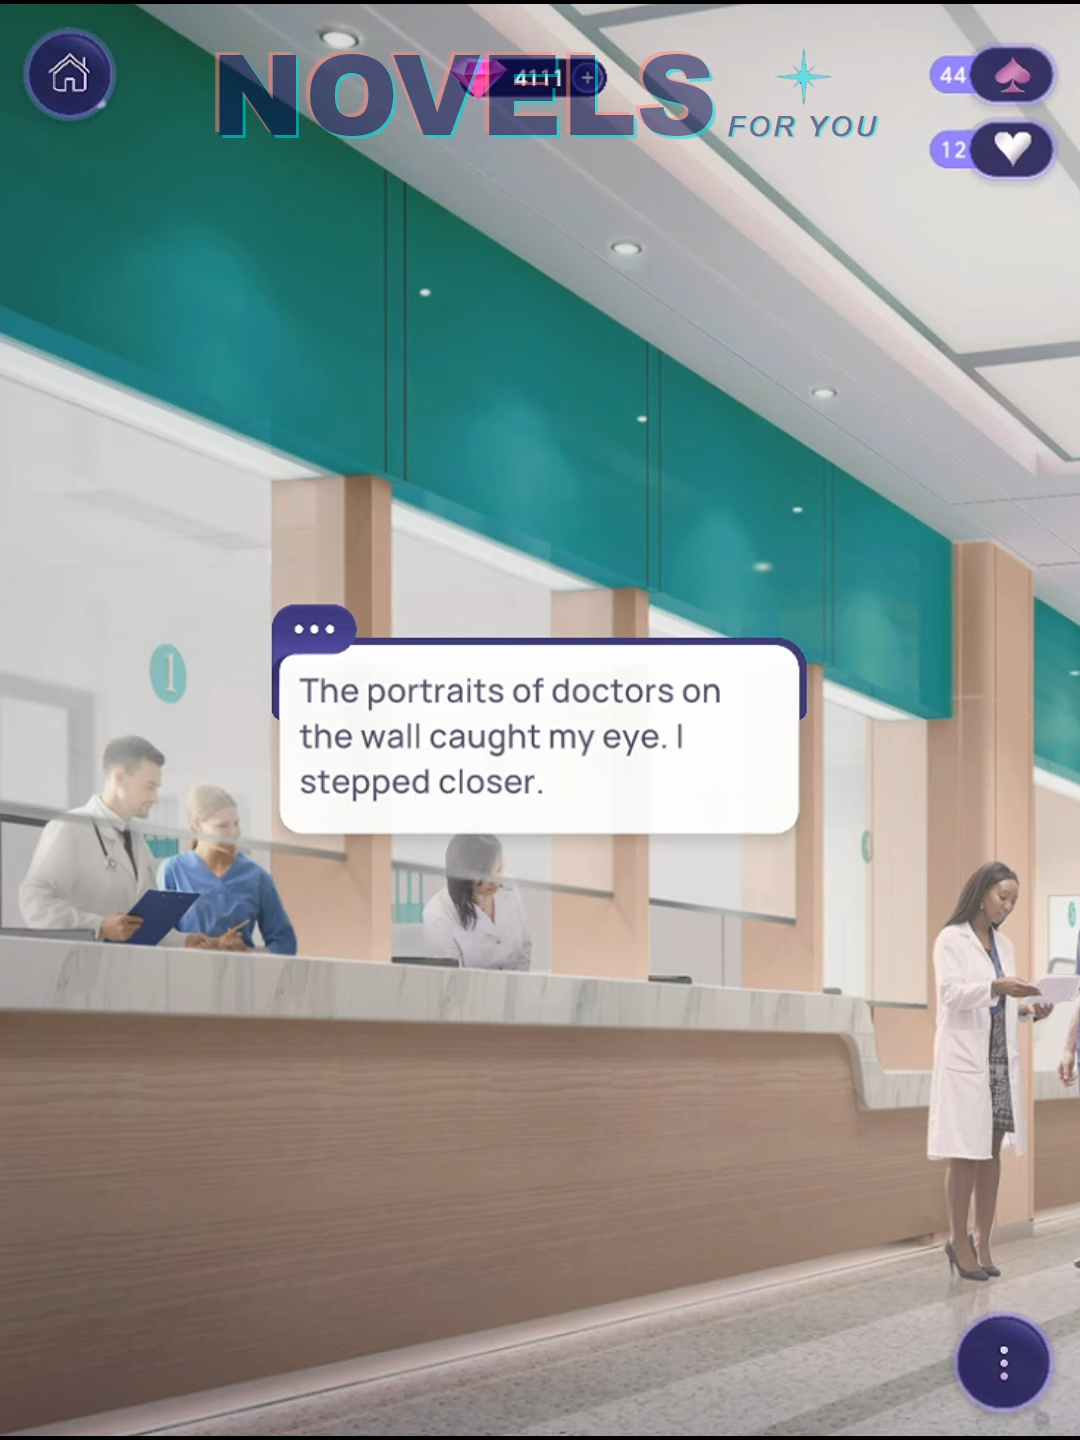 NOVELS
FOR YOU
4111
44
12
1
The portraits of doctors on
the wall caught my eye. I
stepped closer.